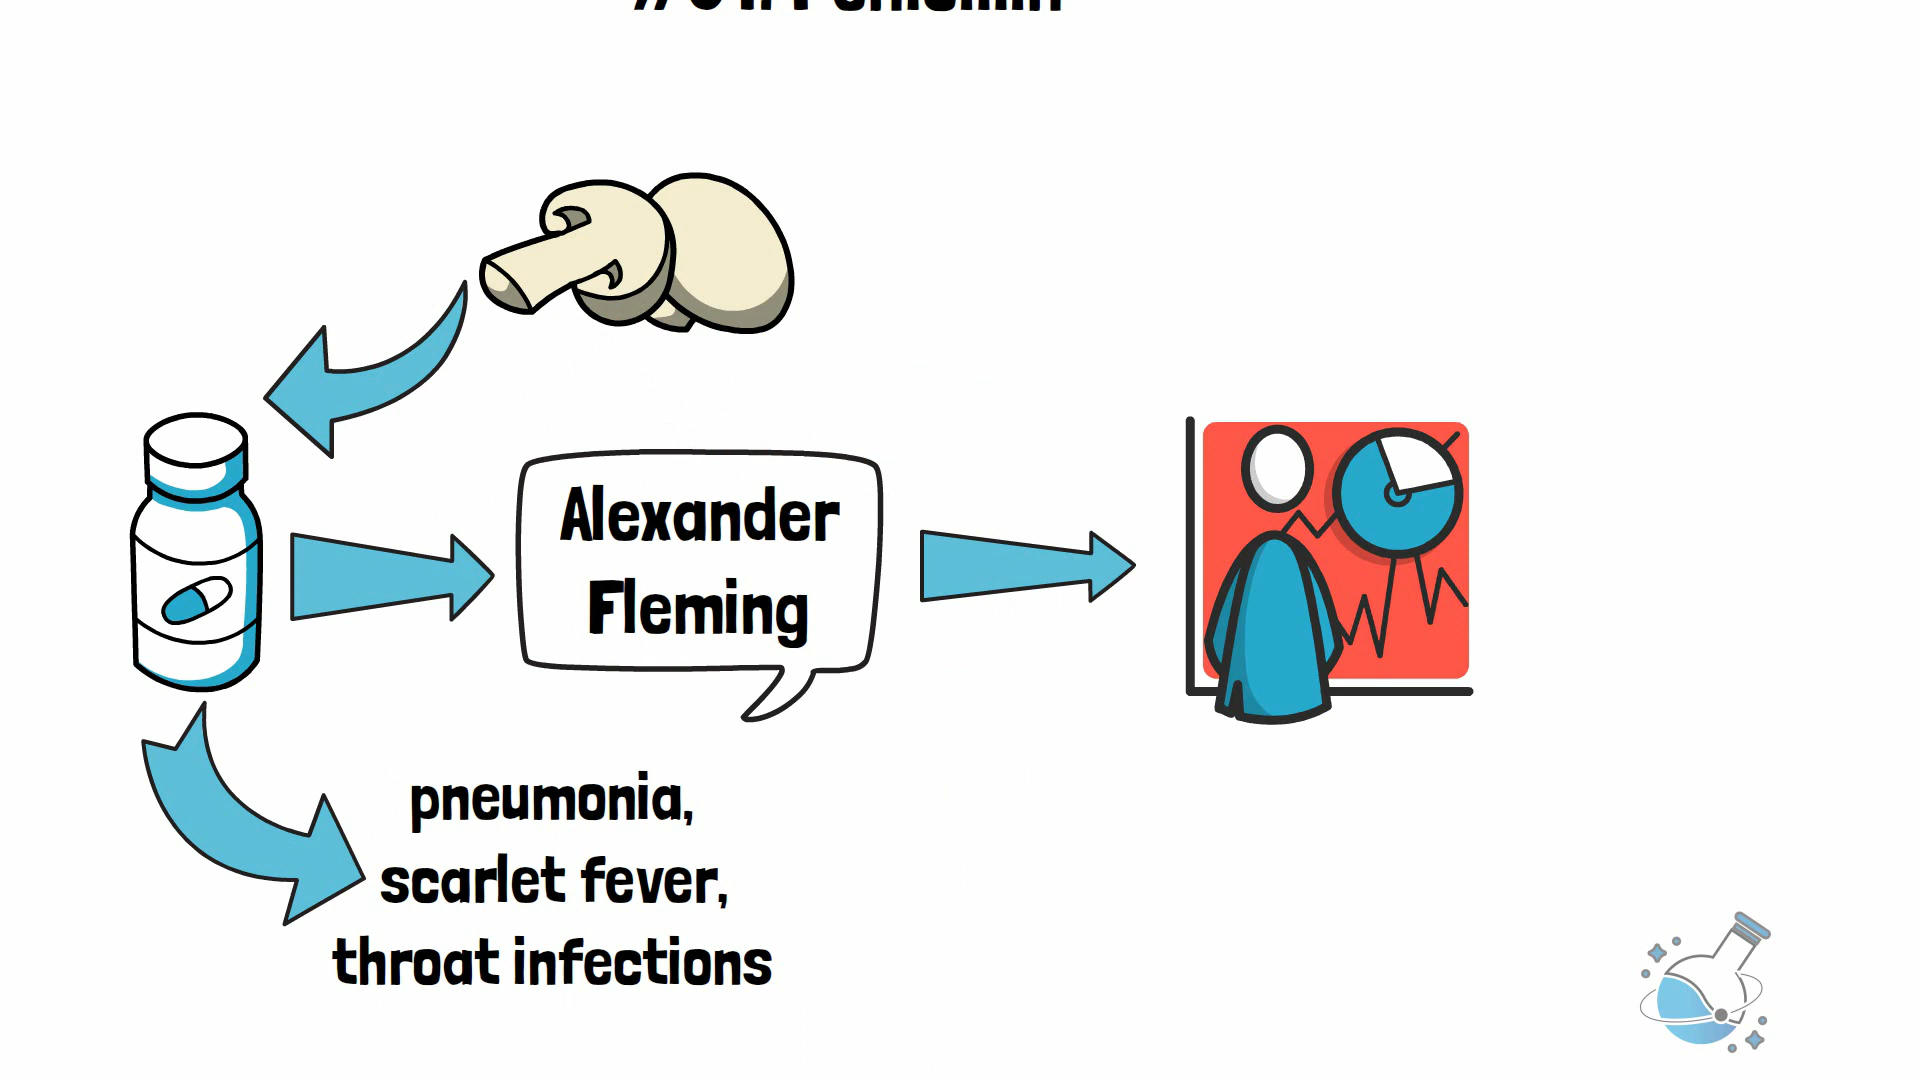 Alexander
Fleming
pneumonia,
scarlet fever,
throat infections